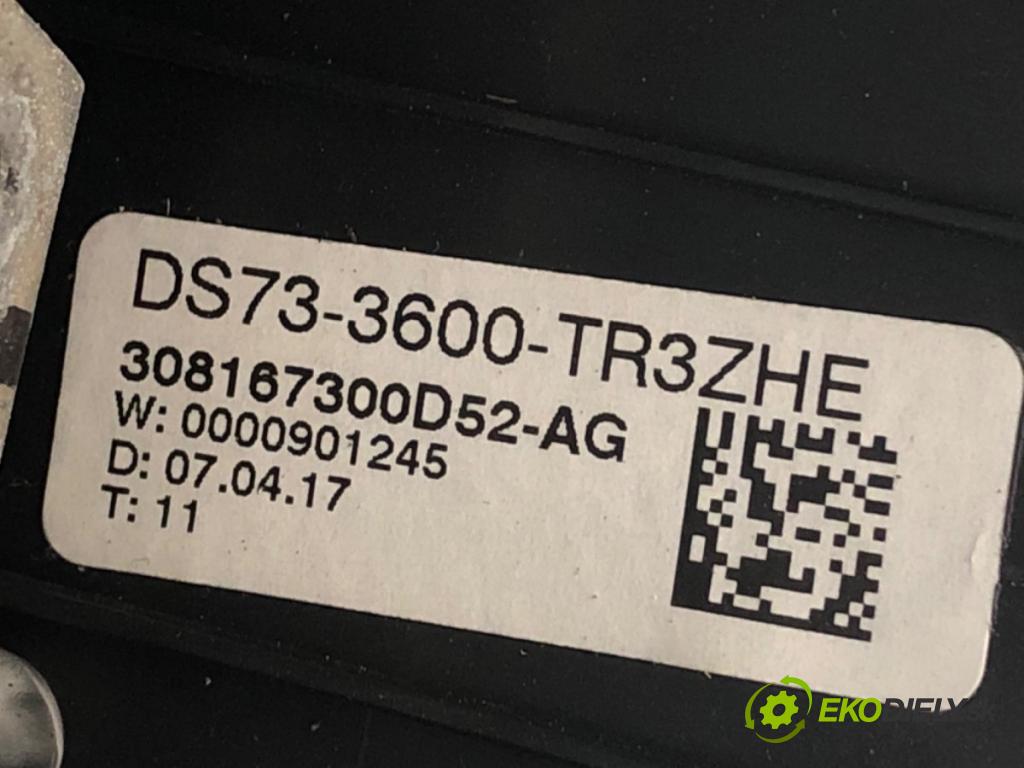 DS73-3600-TR3ZHE
308167300D52-AG
W: 0000901245
D: 07.04.17
T: 11
EKODIELY